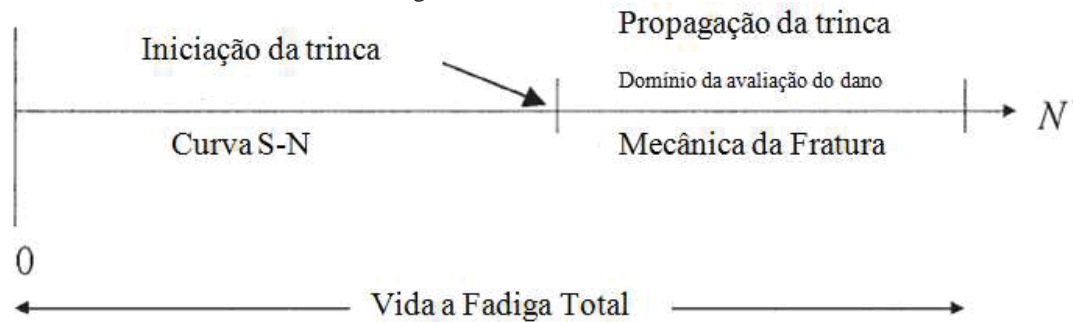 Propagação da trinca
Iniciação da trinca
Domínio da avaliação do dano
N
Curva S-N
Mecânica da Fratura
0
Vida a Fadiga Total